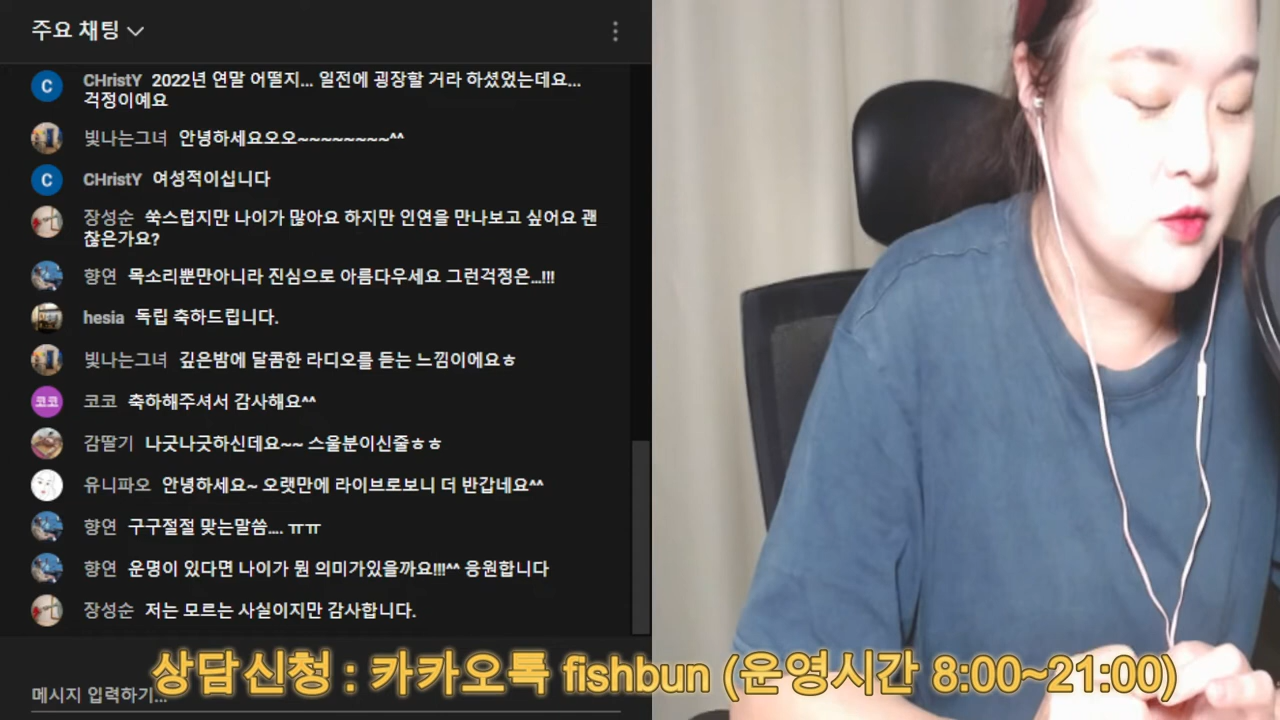 주요 채팅
C CHristY 2022년 연말 어떨지... 일전에 굉장할 거라 하셨었는데요...
걱정이예요
빛나는그녀 안녕하세요오오~~~~~~~~^^
C CHristY 여성적이십니다
장성순 쑥스럽지만 나이가 많아요 하지만 인연을 만나보고 싶어요 괜
찮은가요?
향연 목소리뿐만아니라 진심으로 아름다우세요 그런걱정은...!!!
hesia 독립 축하드립니다.
빛나는그녀 깊은밤에 달콤한 라디오를 듣는 느낌이에요ㅎ
코코 코코 축하해주셔서 감사해요^^
감딸기 나긋나긋하신데요~~ 스울분이신줄ㅎㅎ
유니파오 안녕하세요~ 오랫만에 라이브로보니 더 반갑네요^^
향연 구구절절 맞는말씀.... ㅠㅠ
향연 운명이 있다면 나이가 뭔 의미가있을까요!!!^^ 응원합니다
장성순 저는 모르는 사실이지만 감사합니다.
상담신청 : 카카오톡 fishbun (운영시간 8:00~21:00)
메시지 입력하기...